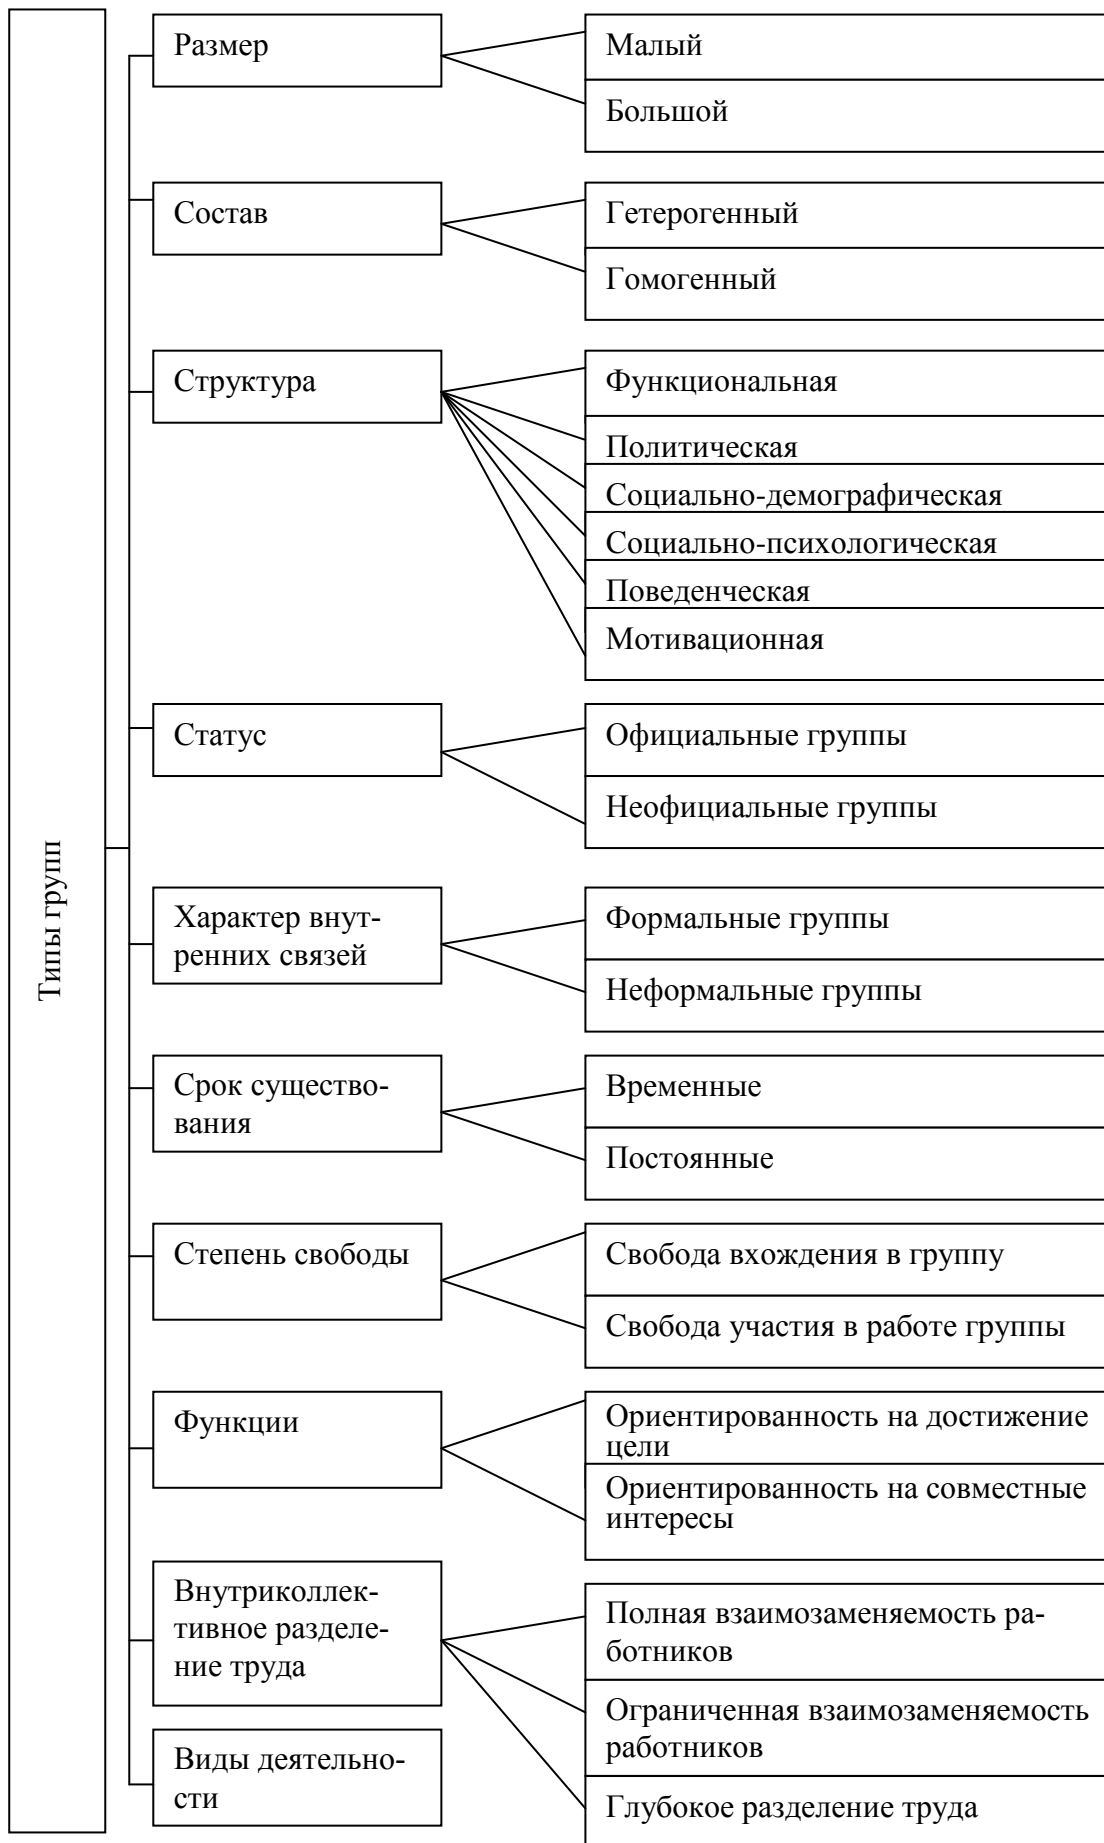 Типы групп
Размер
Малый
Большой
Состав
Гетерогенный
Гомогенный
Структура
Функциональная
Политическая
Социально-демографическая
Социально-психологическая
Поведенческая
Мотивационная
Статус
Официальные группы
Неофициальные группы
Характер внут-
ренних связей
Формальные группы
Неформальные группы
Срок существо-
вания
Временные
Постоянные
Степень свободы
Свобода вхождения в группу
Свобода участия в работе группы
Функции
Ориентированность на достижение
цели
Ориентированность на совместные
интересы
Внутриколлек-
тивное разделе-
ние труда
Полная взаимозаменяемость ра-
ботников
Ограниченная взаимозаменяемость
работников
Глубокое разделение труда
Виды деятельно-
сти